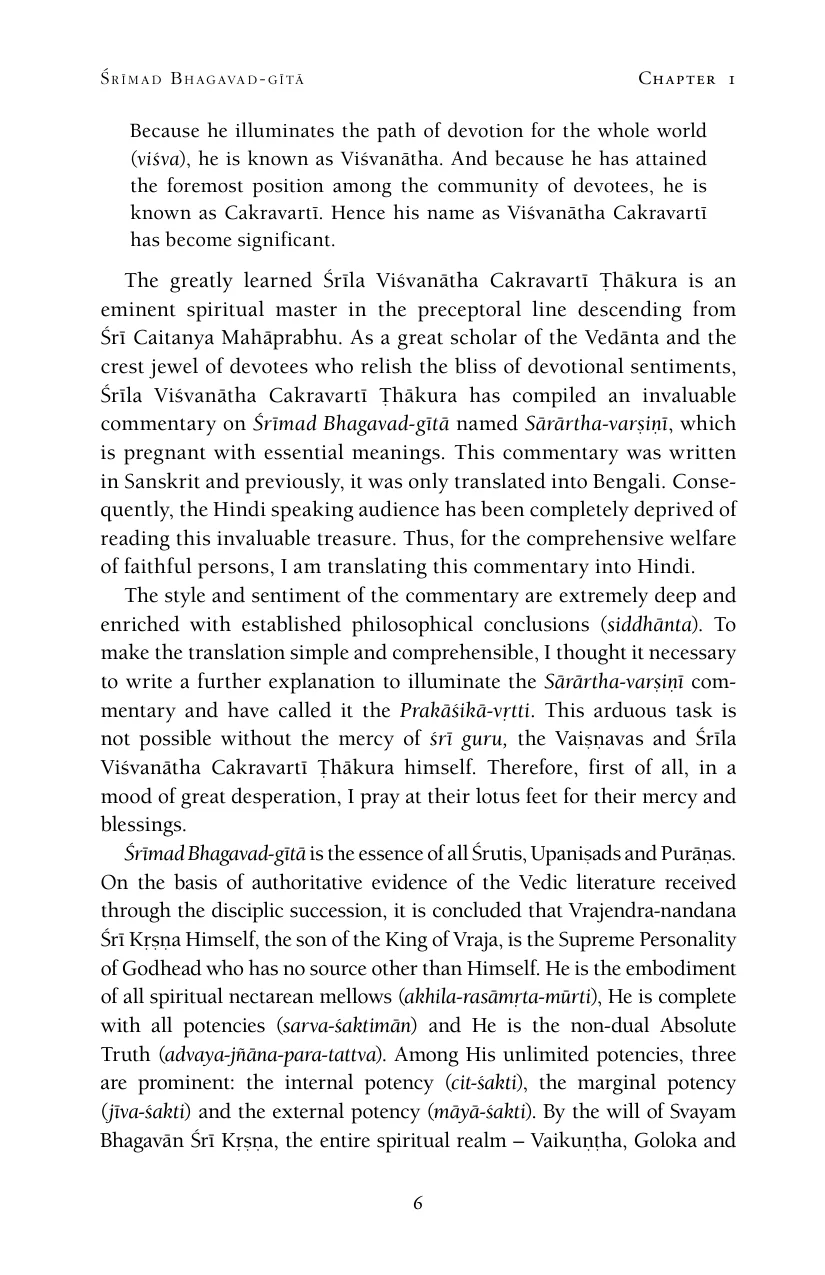 Śrīmad Bhagavad-gītā Chapter 1
Because he illuminates the path of devotion for the whole world
(viśva), he is known as Viśvanātha. And because he has attained
the foremost position among the community of devotees, he is
known as Cakravartī. Hence his name as Viśvanātha Cakravartī
has become significant.
The greatly learned Śrīla Viśvanātha Cakravartī Ṭhākura is an
eminent spiritual master in the preceptoral line descending from
Śrī Caitanya Mahāprabhu. As a great scholar of the Vedānta and the
crest jewel of devotees who relish the bliss of devotional sentiments,
Śrīla Viśvanātha Cakravartī Ṭhākura has compiled an invaluable
commentary on Śrīmad Bhagavad-gītā named Sārārtha-varṣiṇī, which
is pregnant with essential meanings. This commentary was written
in Sanskrit and previously, it was only translated into Bengali. Conse-
quently, the Hindi speaking audience has been completely deprived of
reading this invaluable treasure. Thus, for the comprehensive welfare
of faithful persons, I am translating this commentary into Hindi.
The style and sentiment of the commentary are extremely deep and
enriched with established philosophical conclusions (siddhānta). To
make the translation simple and comprehensible, I thought it necessary
to write a further explanation to illuminate the Sārārtha-varṣiṇī com-
mentary and have called it the Prakāśikā-vṛtti. This arduous task is
not possible without the mercy of śrī guru, the Vaiṣṇavas and Śrīla
Viśvanātha Cakravartī Ṭhākura himself. Therefore, first of all, in a
mood of great desperation, I pray at their lotus feet for their mercy and
blessings.
Śrīmad Bhagavad-gītā is the essence of all Śrutis, Upaniṣads and Purāṇas.
On the basis of authoritative evidence of the Vedic literature received
through the disciplic succession, it is concluded that Vrajendra-nandana
Śrī Kṛṣṇa Himself, the son of the King of Vraja, is the Supreme Personality
of Godhead who has no source other than Himself. He is the embodiment
of all spiritual nectarean mellows (akhila-rasāmṛta-mūrti), He is complete
with all potencies (sarva-śaktimān) and He is the non-dual Absolute
Truth (advaya-jñāna-para-tattva). Among His unlimited potencies, three
are prominent: the internal potency (cit-śakti), the marginal potency
(jīva-śakti) and the external potency (māyā-śakti). By the will of Svayam
Bhagavān Śrī Kṛṣṇa, the entire spiritual realm – Vaikuṇṭha, Goloka and
6